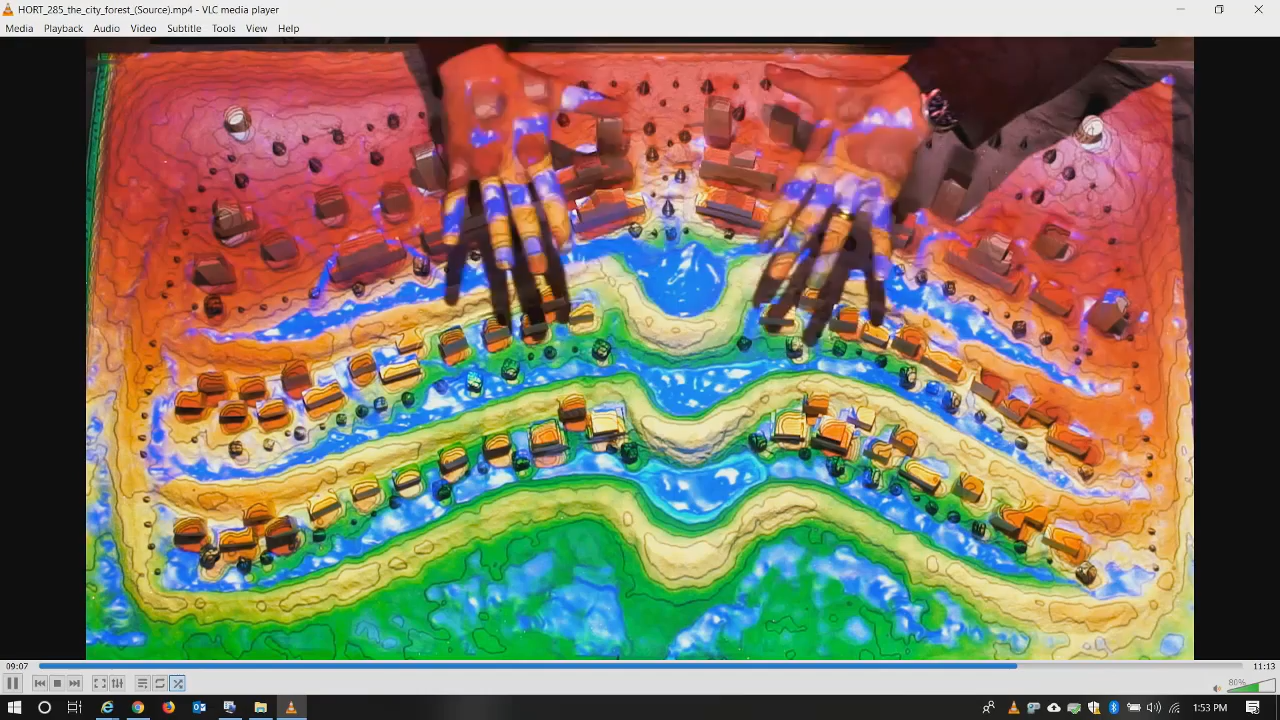 HORT_285_the_city_forest_(Source).mp4 - VLC media player
Media Playback Audio Video Subtitle Tools View Help
09:07 11:13
80%
1:53 PM